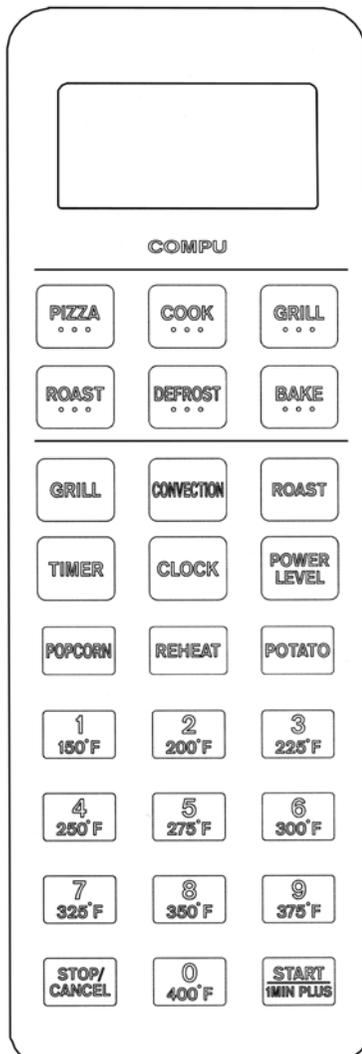 COMPU
PIZZA COOK GRILL
ROAST DEFROST BAKE
GRILL CONVECTION ROAST
TIMER CLOCK POWER
LEVEL
POPCORN REHEAT POTATO
1 2 3
150°F 200°F 225°F
4 5 6
250°F 275°F 300°F
7 8 9
325°F 350°F 375°F
STOP/ 0 START
CANCEL 400°F 1MIN PLUS